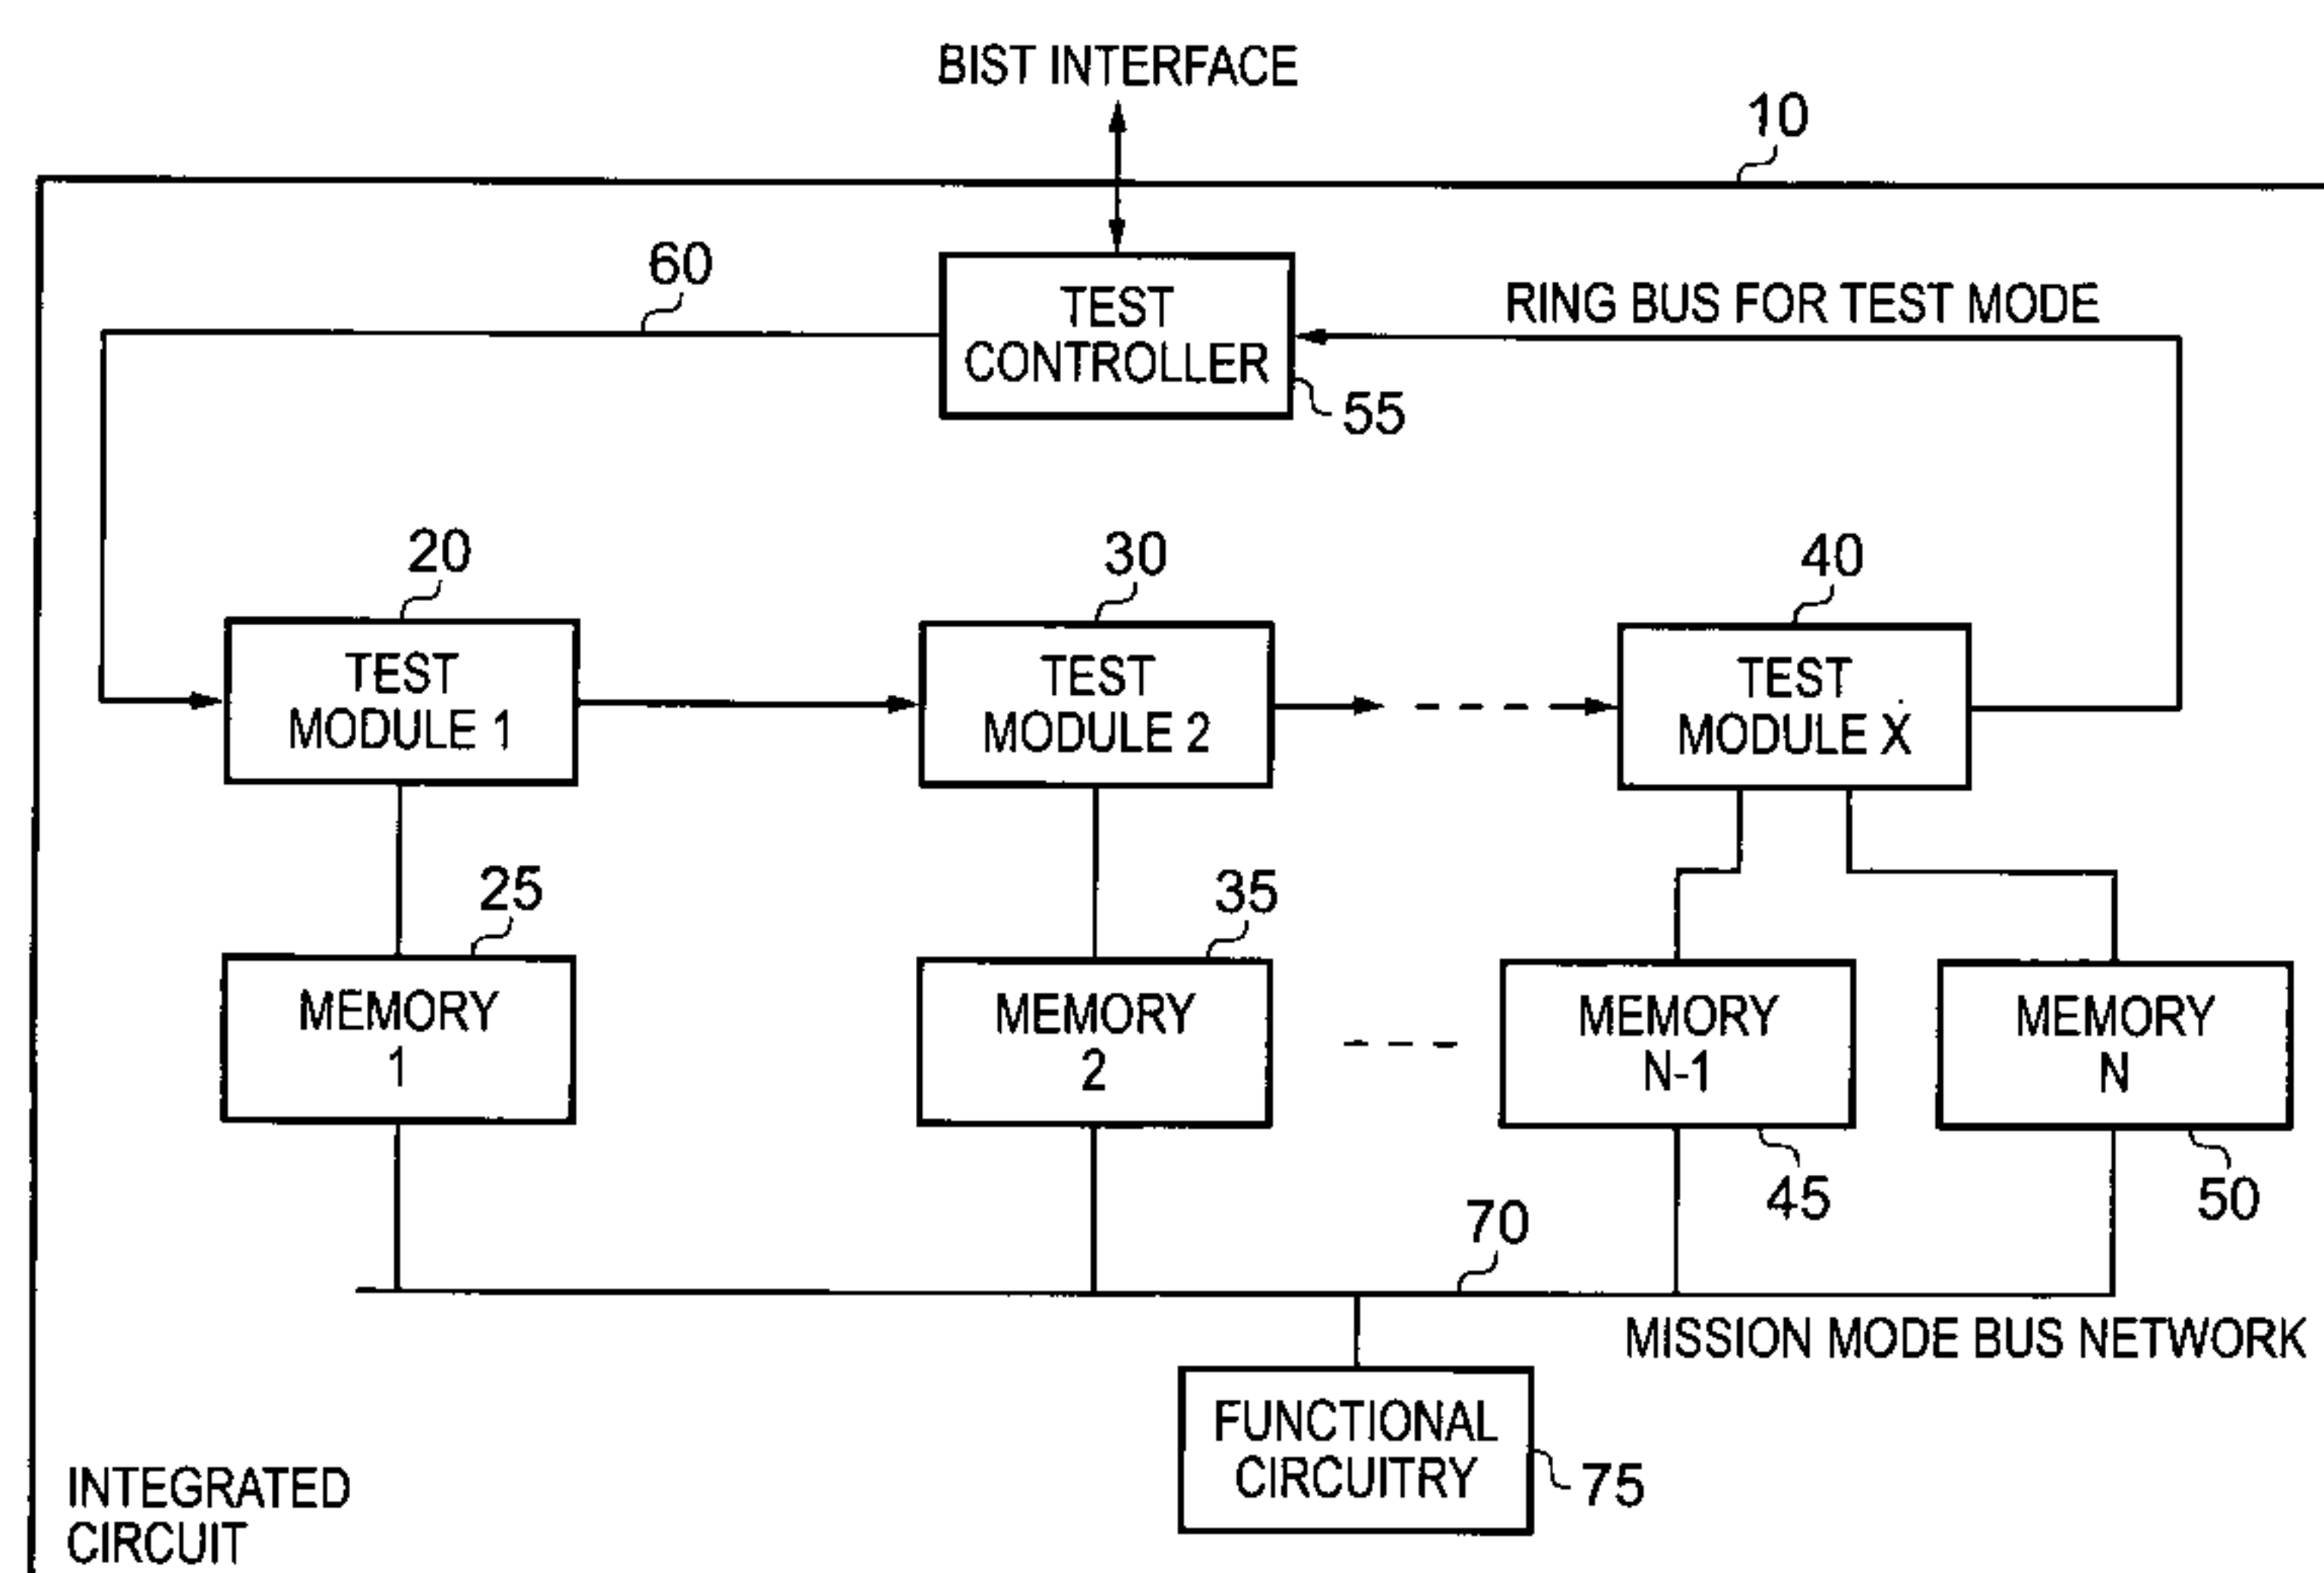 BIST INTERFACE
10
60
TEST
CONTROLLER
55
RING BUS FOR TEST MODE
20
30
40
TEST
MODULE 1
TEST
MODULE 2
TEST
MODULE X
25
35
MEMORY
1
MEMORY
2
MEMORY
N-1
MEMORY
N
45
50
70
MISSION MODE BUS NETWORK
FUNCTIONAL
CIRCUITRY
75
INTEGRATED
CIRCUIT